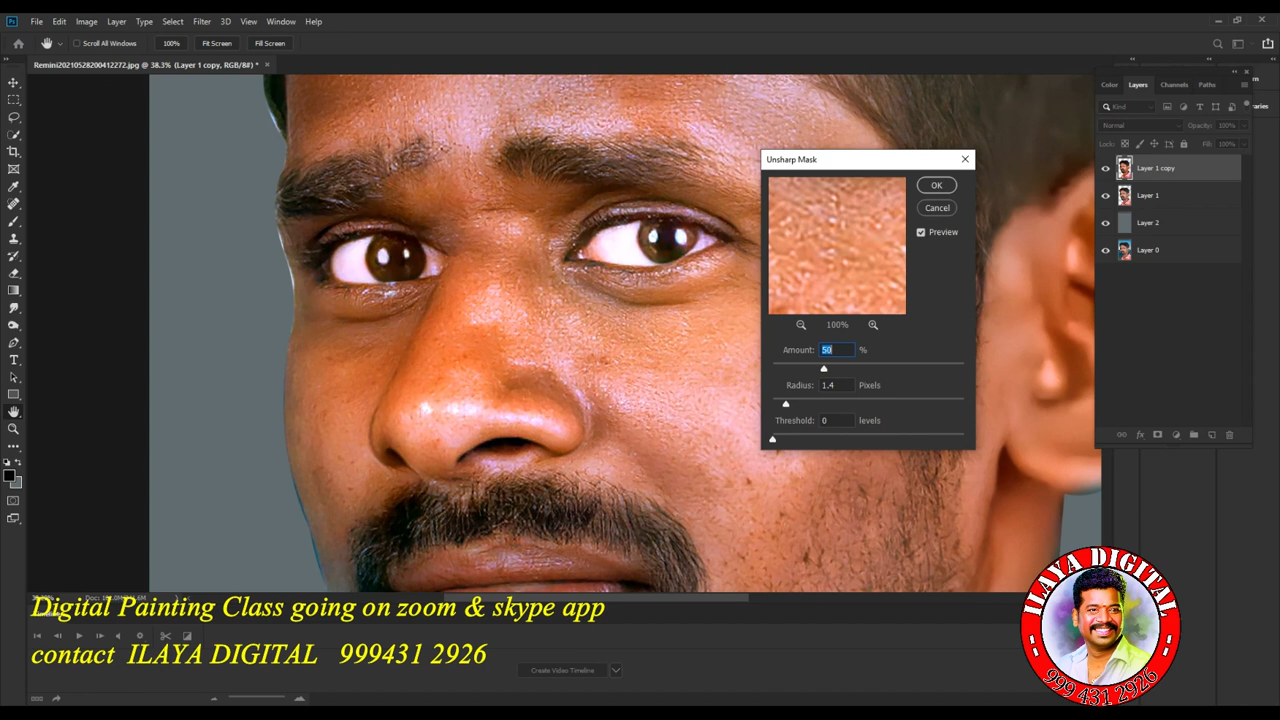 File Edit Image Layer Type Select Filter 3D View Window Help
Scroll All Windows 100% Fit Screen Fill Screen
Remini20210528200412272.jpg @ 38.3% (Layer 1 copy, RGB/8#) *
Color Layers Channels Paths
Kind
Normal Opacity: 100%
Lock: Fill: 100%
Layer 1 copy
Layer 1
Layer 2
Layer 0
fx
Unsharp Mask
OK
Cancel
Preview
100%
Amount: 50 %
Radius: 1.4 Pixels
Threshold: 0 levels
Digital Painting Class going on zoom & skype app
contact ILAYA DIGITAL 999431 2926
Create Video Timeline
ILAYA DIGITAL
999 431 2926